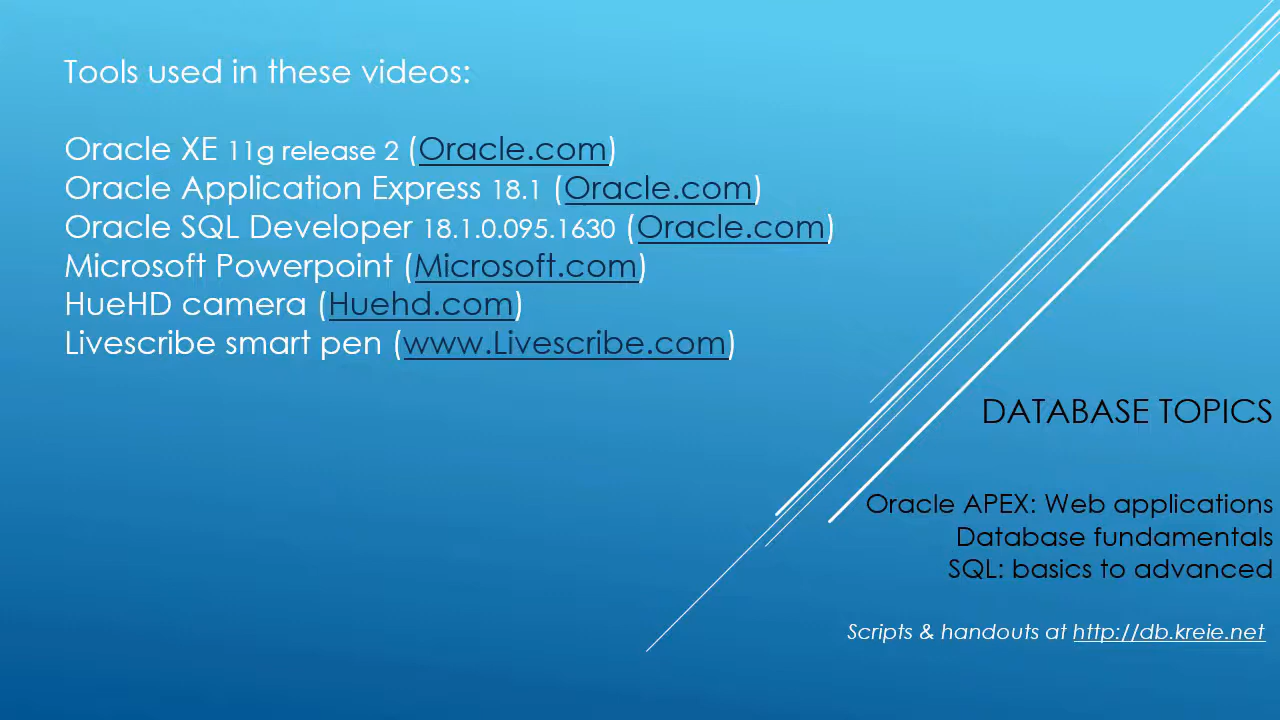 Tools used in these videos:
Oracle XE 11g release 2 (Oracle.com)
Oracle Application Express 18.1 (Oracle.com)
Oracle SQL Developer 18.1.0.095.1630 (Oracle.com)
Microsoft Powerpoint (Microsoft.com)
HueHD camera (Huehd.com)
Livescribe smart pen (www.Livescribe.com)
DATABASE TOPICS
Oracle APEX: Web applications
Database fundamentals
SQL: basics to advanced
Scripts & handouts at http://db.kreie.net